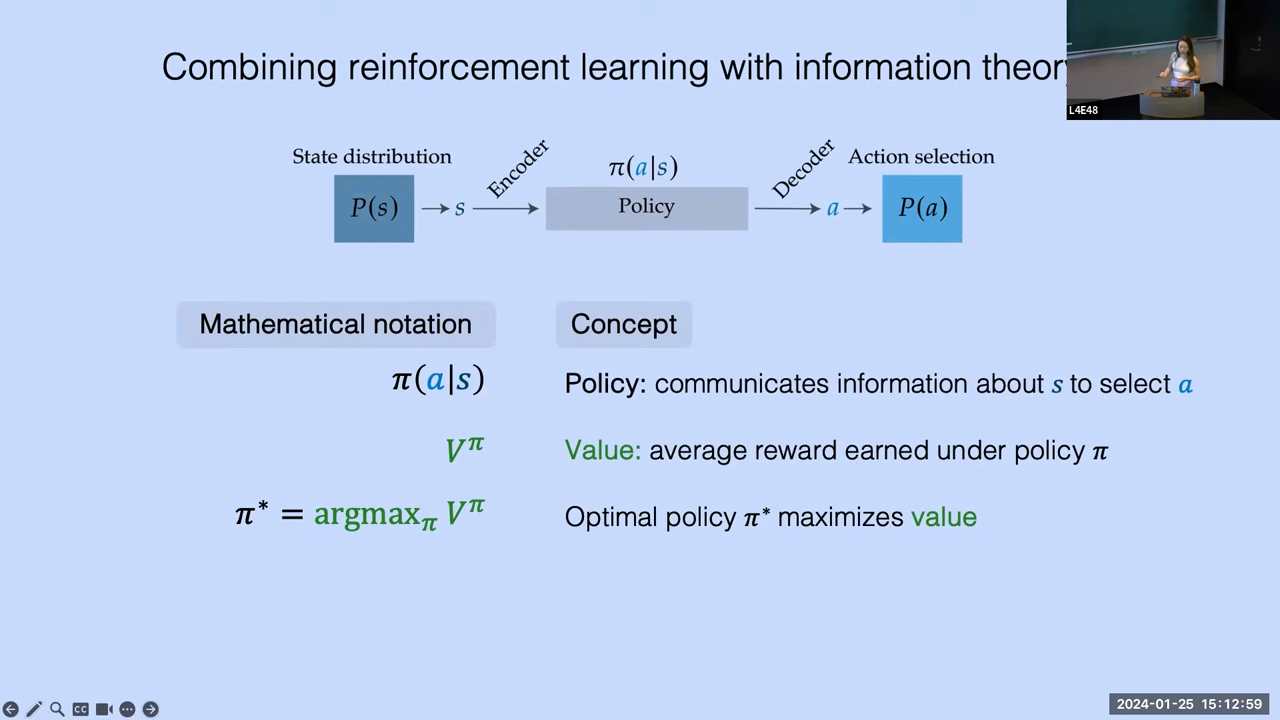 Combining reinforcement learning with information theory
L4E48
State distribution
Encoder
π(a|s)
Decoder
Action selection
P(s)
s
Policy
a
P(a)
Mathematical notation
Concept
π(a|s)
Policy: communicates information about s to select a
V^π
Value: average reward earned under policy π
π* = argmax_π V^π
Optimal policy π* maximizes value
CC
2024-01-25 15:12:59